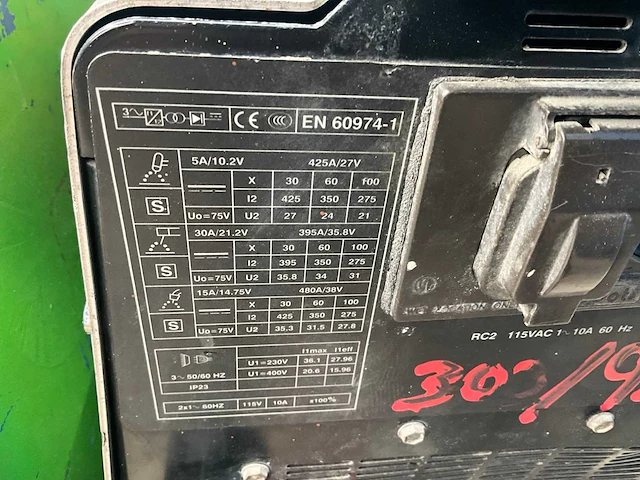 3~ CE CCC EN 60974-1
5A/10.2V 425A/27V
X 30 60 100
I2 425 350 275
S Uo=75V U2 27 24 21
30A/21.2V 395A/35.8V
X 30 60 100
I2 395 350 275
S Uo=75V U2 35.8 34 31
15A/14.75V 480A/38V
X 30 60 100
I2 425 350 275
S Uo=75V U2 35.3 31.5 27.8
I1max I1eff
U1=230V 36.1 27.96
3~50/60 HZ U1=400V 20.6 15.96
IP23
2x1~ 60HZ 115V 10A x100%
LOCATION
RC2 115VAC 1~10A 60 Hz